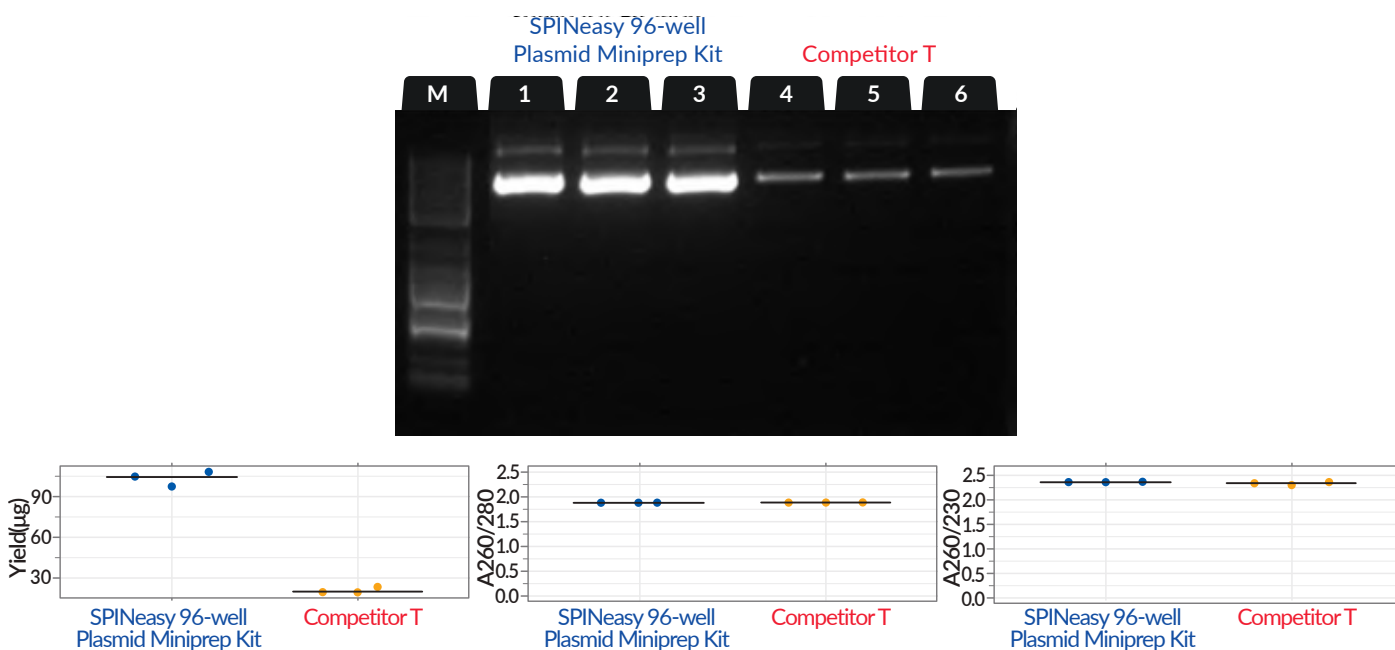 SPINeasy 96-well
Plasmid Miniprep Kit
Competitor T
M 1 2 3 4 5 6
Yield(µg)
90
60
30
SPINeasy 96-well
Plasmid Miniprep Kit
Competitor T
A260/280
2.5
2.0
1.5
1.0
0.5
0.0
SPINeasy 96-well
Plasmid Miniprep Kit
Competitor T
A260/230
2.5
2.0
1.5
1.0
0.5
0.0
SPINeasy 96-well
Plasmid Miniprep Kit
Competitor T